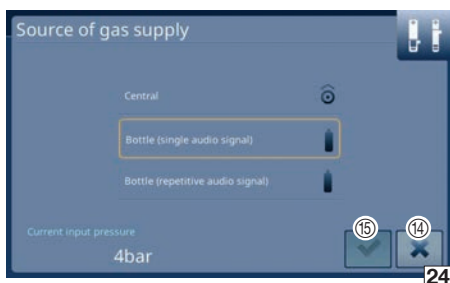 Source of gas supply
Central
Bottle (single audio signal)
Bottle (repetitive audio signal)
Current input pressure
4bar
⑮ ⑭
24